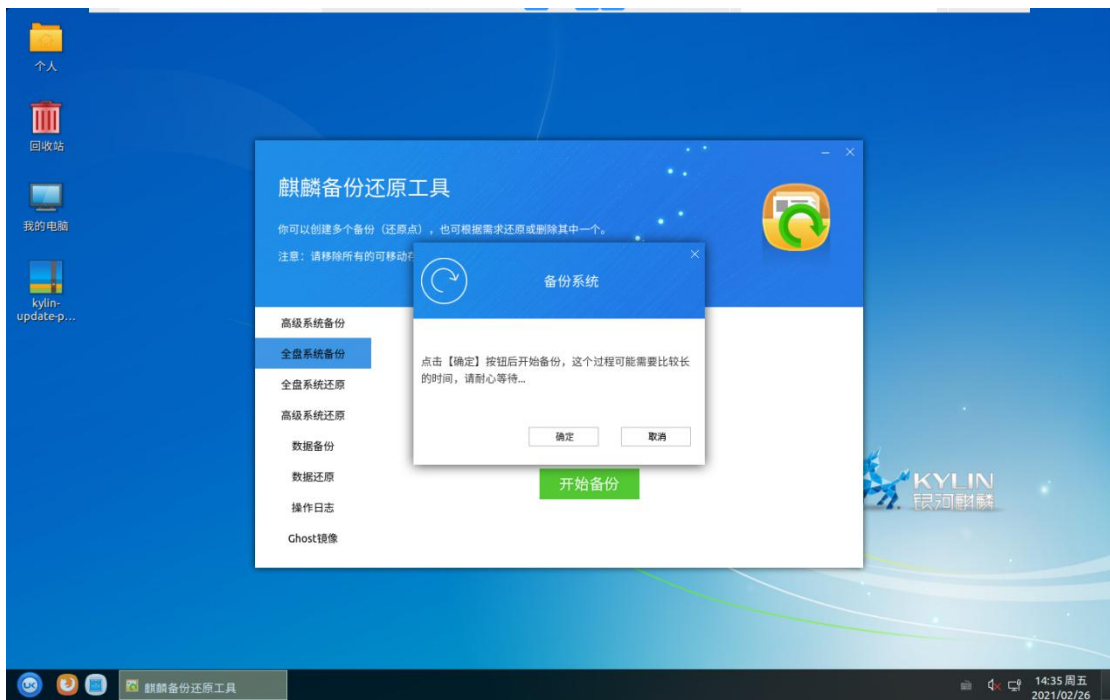 个人
回收站
我的电脑
kylin-
update-p...
麒麟备份还原工具
你可以创建多个备份（还原点），也可根据需求还原或删除其中一个。
注意：请移除所有的可移动
备份系统
点击【确定】按钮后开始备份，这个过程可能需要比较长
的时间，请耐心等待...
确定
取消
高级系统备份
全盘系统备份
全盘系统还原
高级系统还原
数据备份
数据还原
操作日志
Ghost镜像
开始备份
KYLIN
银河麒麟
麒麟备份还原工具
14:35 周五
2021/02/26